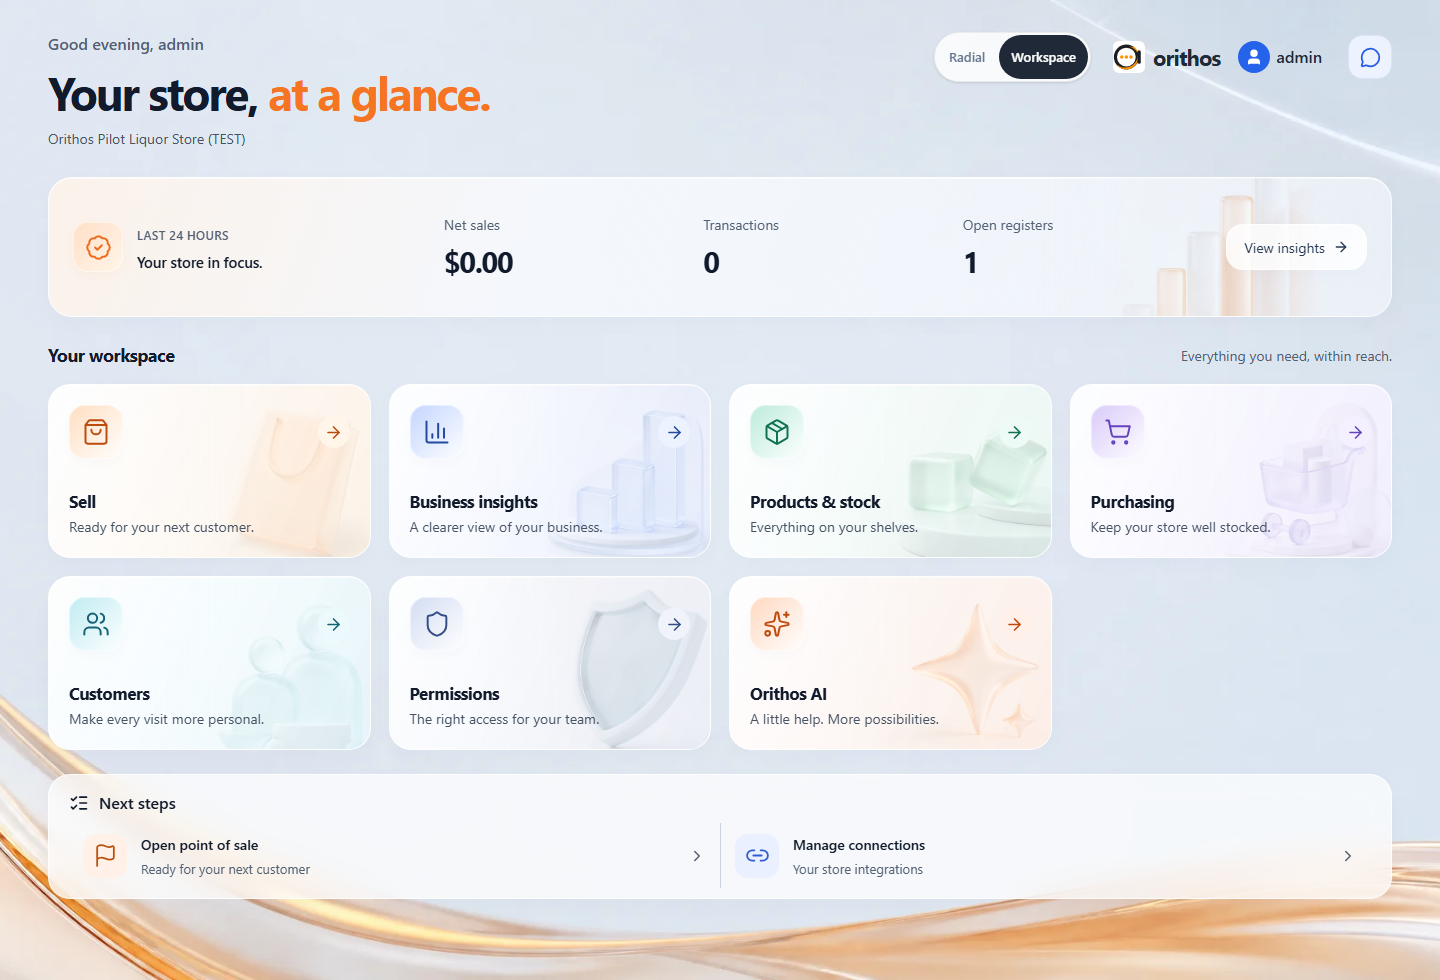 Good evening, admin
Your store, at a glance.
Orithos Pilot Liquor Store (TEST)
Radial
Workspace
orithos
admin
LAST 24 HOURS
Your store in focus.
Net sales
$0.00
Transactions
0
Open registers
1
View insights
Your workspace
Everything you need, within reach.
Sell
Ready for your next customer.
Business insights
A clearer view of your business.
Products & stock
Everything on your shelves.
Purchasing
Keep your store well stocked.
Customers
Make every visit more personal.
Permissions
The right access for your team.
Orithos AI
A little help. More possibilities.
Next steps
Open point of sale
Ready for your next customer
Manage connections
Your store integrations